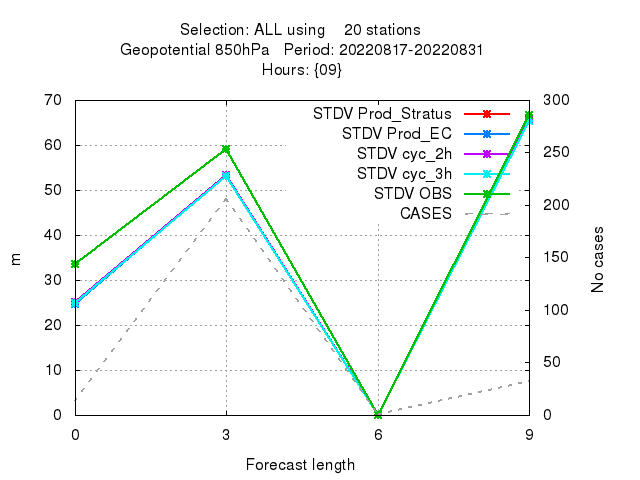 Selection: ALL using    20 stations
Geopotential 850hPa   Period: 20220817-20220831
Hours: {09}
70 300
STDV Prod_Stratus
60 250
STDV Prod_EC
STDV cyc_2h
STDV cyc_3h
50 200
STDV OBS
CASES
40 150
m No cases
30 100
20 50
10
0 0
0 3 6 9
Forecast length